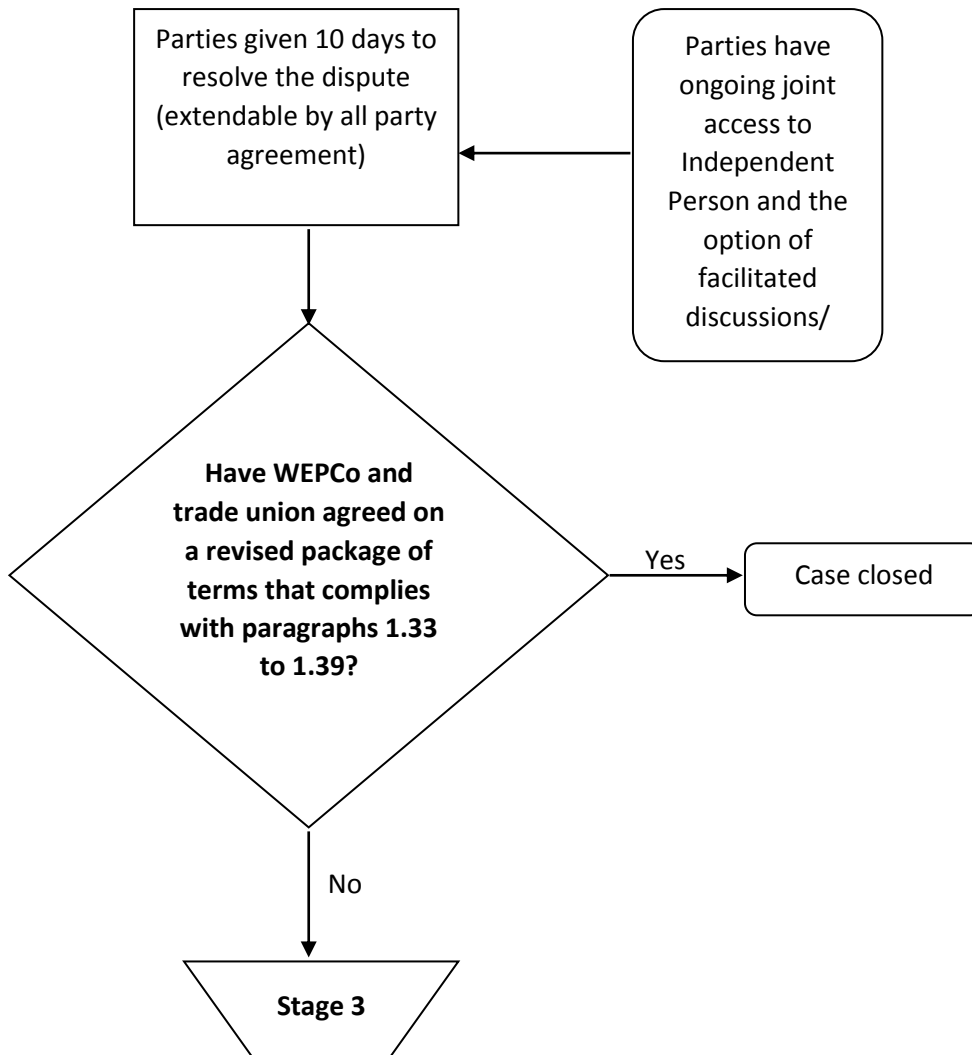 Parties given 10 days to
resolve the dispute
(extendable by all party
agreement)
Parties have
ongoing joint
access to
Independent
Person and the
option of
facilitated
discussions/
Have WEPCo and
trade union agreed on
a revised package of
terms that complies
with paragraphs 1.33
to 1.39?
Yes
Case closed
No
Stage 3